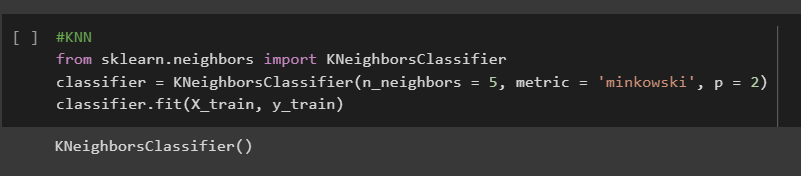 [ ] #KNN
from sklearn.neighbors import KNeighborsClassifier
classifier = KNeighborsClassifier(n_neighbors = 5, metric = 'minkowski', p = 2)
classifier.fit(X_train, y_train)
KNeighborsClassifier()